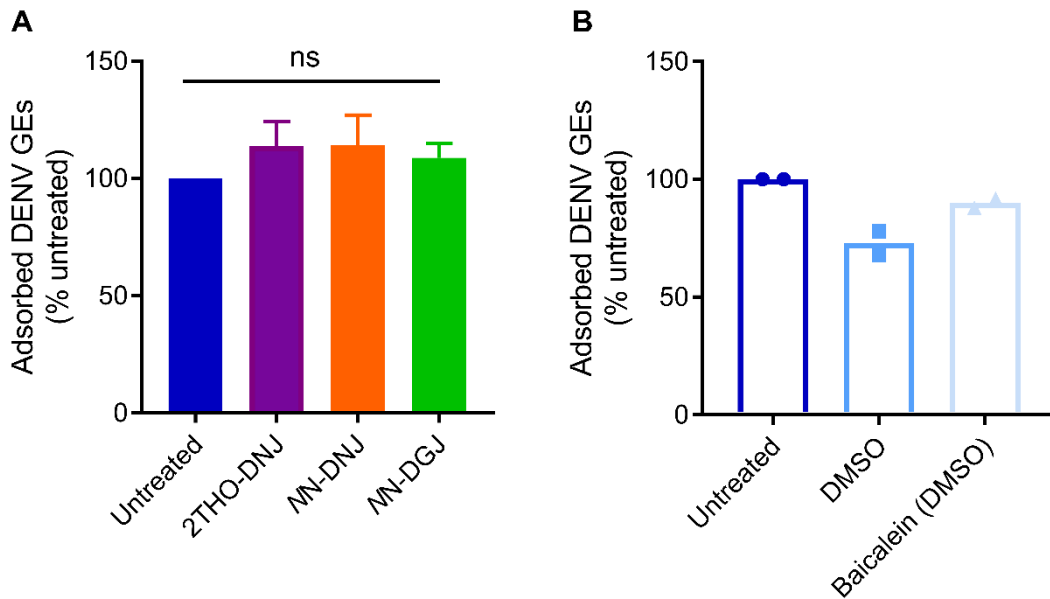 A
Adsorbed DENV GEs
(% untreated)
150
100
50
0
ns
Untreated
2THO-DNJ
NN-DNJ
NN-DGJ
B
Adsorbed DENV GEs
(% untreated)
150
100
50
0
Untreated
DMSO
Baicalein (DMSO)